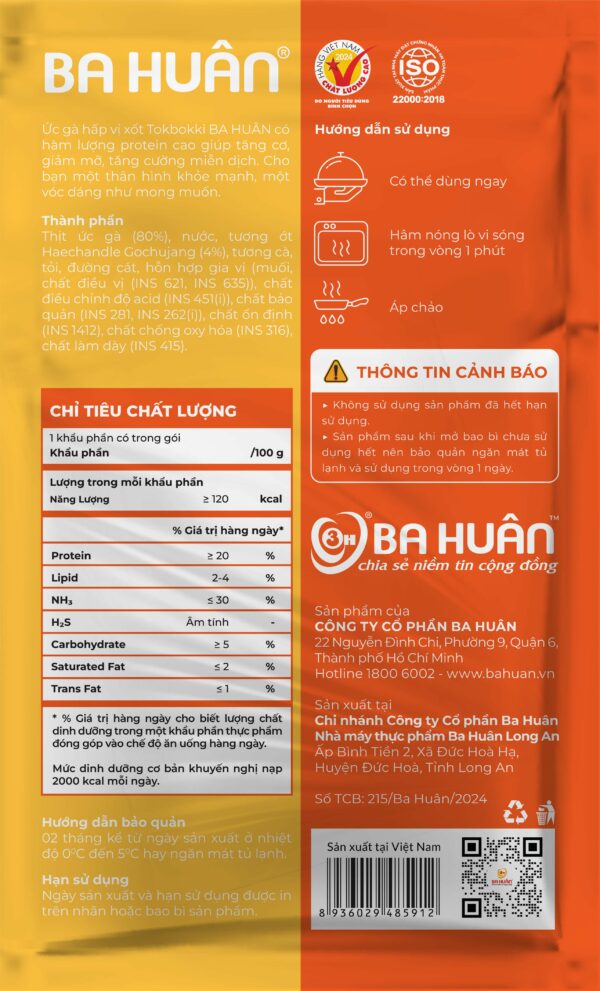 BA HUÂN®
Ức gà hấp vị xốt Tokbokki BA HUÂN có
hàm lượng protein cao giúp tăng cơ,
giảm mỡ, tăng cường miễn dịch. Cho
bạn một thân hình khỏe mạnh, một
vóc dáng như mong muốn.
Thành phần
Thịt ức gà (80%), nước, tương ớt
Haechandle Gochujang (4%), tương cà,
tỏi, đường cát, hỗn hợp gia vị (muối,
chất điều vị (INS 621, INS 635)), chất
điều chỉnh độ acid (INS 451(i)), chất bảo
quản (INS 281, INS 262(i)), chất ổn định
(INS 1412), chất chống oxy hóa (INS 316),
chất làm dày (INS 415).
CHỈ TIÊU CHẤT LƯỢNG
1 khẩu phần có trong gói
Khẩu phần /100 g
Lượng trong mỗi khẩu phần
Năng Lượng ≥ 120 kcal
% Giá trị hàng ngày*
Protein ≥ 20 %
Lipid 2-4 %
NH₃ ≤ 30 %
H₂S Âm tính -
Carbohydrate ≥ 5 %
Saturated Fat ≤ 2 %
Trans Fat ≤ 1 %
* % Giá trị hàng ngày cho biết lượng chất
dinh dưỡng trong một khẩu phần thực phẩm
đóng góp vào chế độ ăn uống hàng ngày.
Mức dinh dưỡng cơ bản khuyến nghị nạp
2000 kcal mỗi ngày.
Hướng dẫn bảo quản
02 tháng kể từ ngày sản xuất ở nhiệt
độ 0°C đến 5°C hay ngăn mát tủ lạnh.
Hạn sử dụng
Ngày sản xuất và hạn sử dụng được in
trên nhãn hoặc bao bì sản phẩm.
HÀNG VIỆT NAM
2024
CHẤT LƯỢNG CAO
DO NGƯỜI TIÊU DÙNG
BÌNH CHỌN
ISO
22000:2018
Hướng dẫn sử dụng
Có thể dùng ngay
Hâm nóng lò vi sóng
trong vòng 1 phút
Áp chảo
THÔNG TIN CẢNH BÁO
▸ Không sử dụng sản phẩm đã hết hạn
sử dụng.
▸ Sản phẩm sau khi mở bao bì chưa sử
dụng hết nên bảo quản ngăn mát tủ
lạnh và sử dụng trong vòng 1 ngày.
3H ® BA HUÂN™
chia sẻ niềm tin cộng đồng
Sản phẩm của
CÔNG TY CỔ PHẦN BA HUÂN
22 Nguyễn Đình Chi, Phường 9, Quận 6,
Thành phố Hồ Chí Minh
Hotline 1800 6002 - www.bahuan.vn
Sản xuất tại
Chi nhánh Công ty Cổ phần Ba Huân
Nhà máy thực phẩm Ba Huân Long An
Ấp Bình Tiền 2, Xã Đức Hoà Hạ,
Huyện Đức Hoà, Tỉnh Long An
Số TCB: 215/Ba Huân/2024
Sản xuất tại Việt Nam
8 936029 485912
BA HUÂN